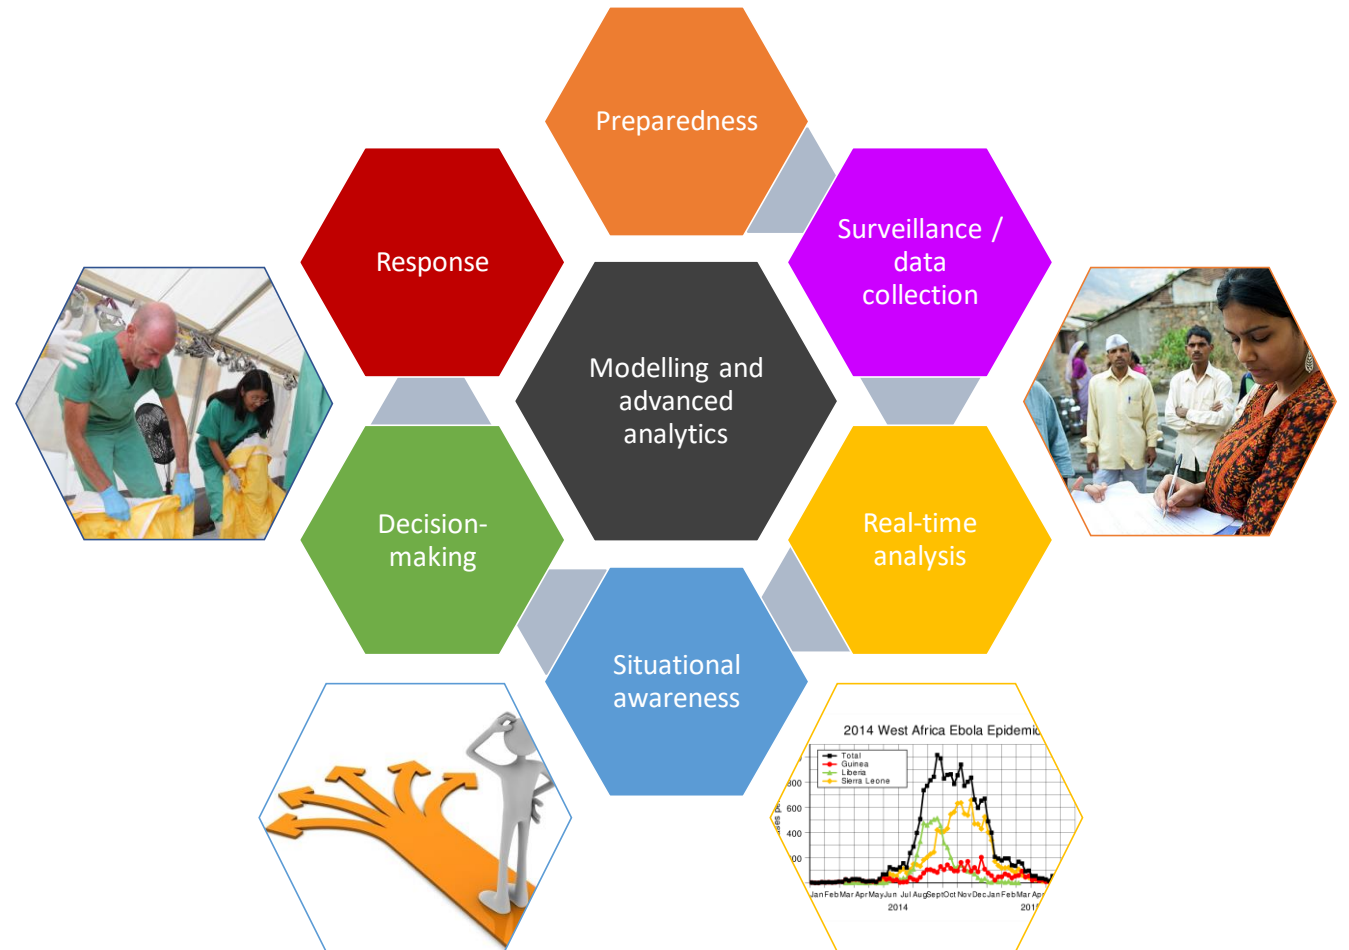 Preparedness
Response
Surveillance /
data
collection
Modelling and
advanced
analytics
Decision-
making
Real-time
analysis
Situational
awareness
2014 West Africa Ebola Epidemic
Total
Guinea
Liberia
Sierra Leone
800
600
400
Jan Feb Mar Apr May Jun Jul Aug Sept Oct Nov Dec Jan Feb Mar Apr
2014